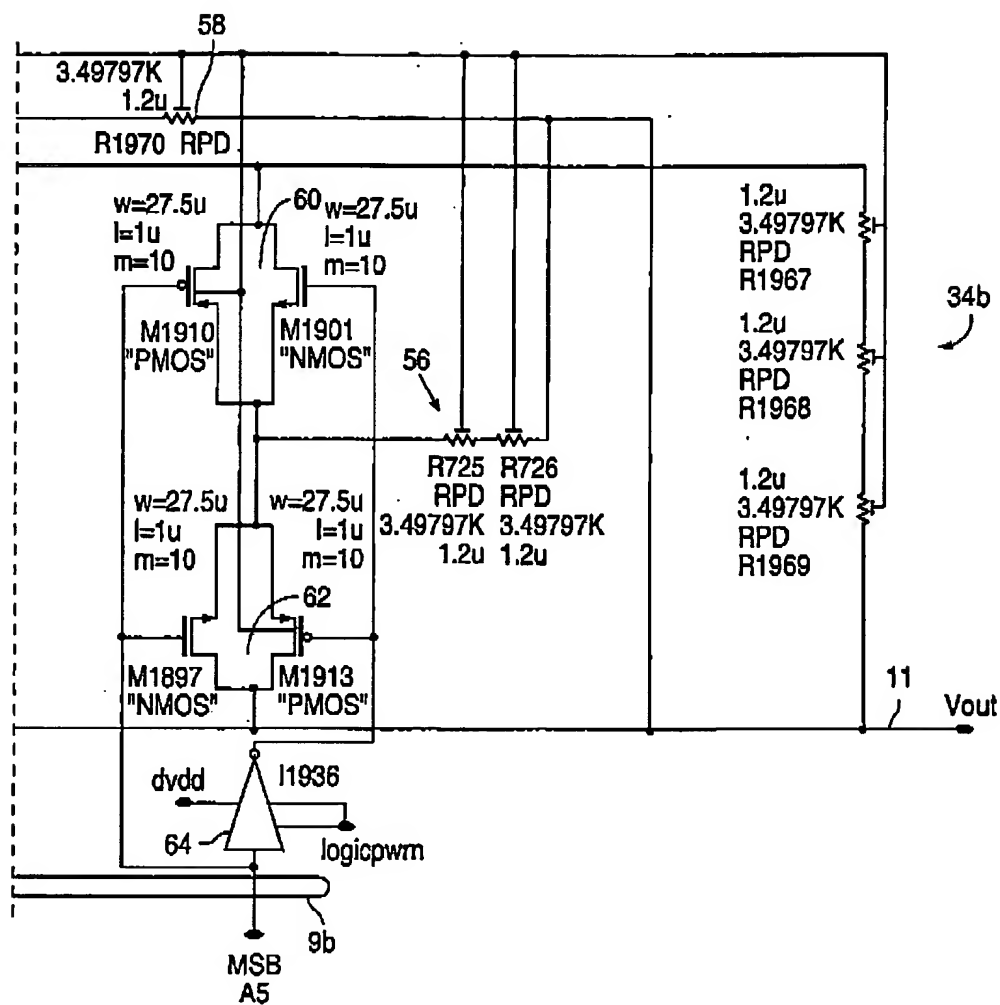 58
3.49797K
1.2u
R1970 RPD
w=27.5u
l=1u
m=10
60
w=27.5u
l=1u
m=10
M1910
"PMOS"
M1901
"NMOS"
1.2u
3.49797K
RPD
R1967
34b
1.2u
3.49797K
RPD
R1968
56
R725
RPD
3.49797K
1.2u
R726
RPD
3.49797K
1.2u
1.2u
3.49797K
RPD
R1969
w=27.5u
l=1u
m=10
w=27.5u
l=1u
m=10
62
M1897
"NMOS"
M1913
"PMOS"
11
Vout
dvdd
I1936
64
logicpwrn
9b
MSB
A5